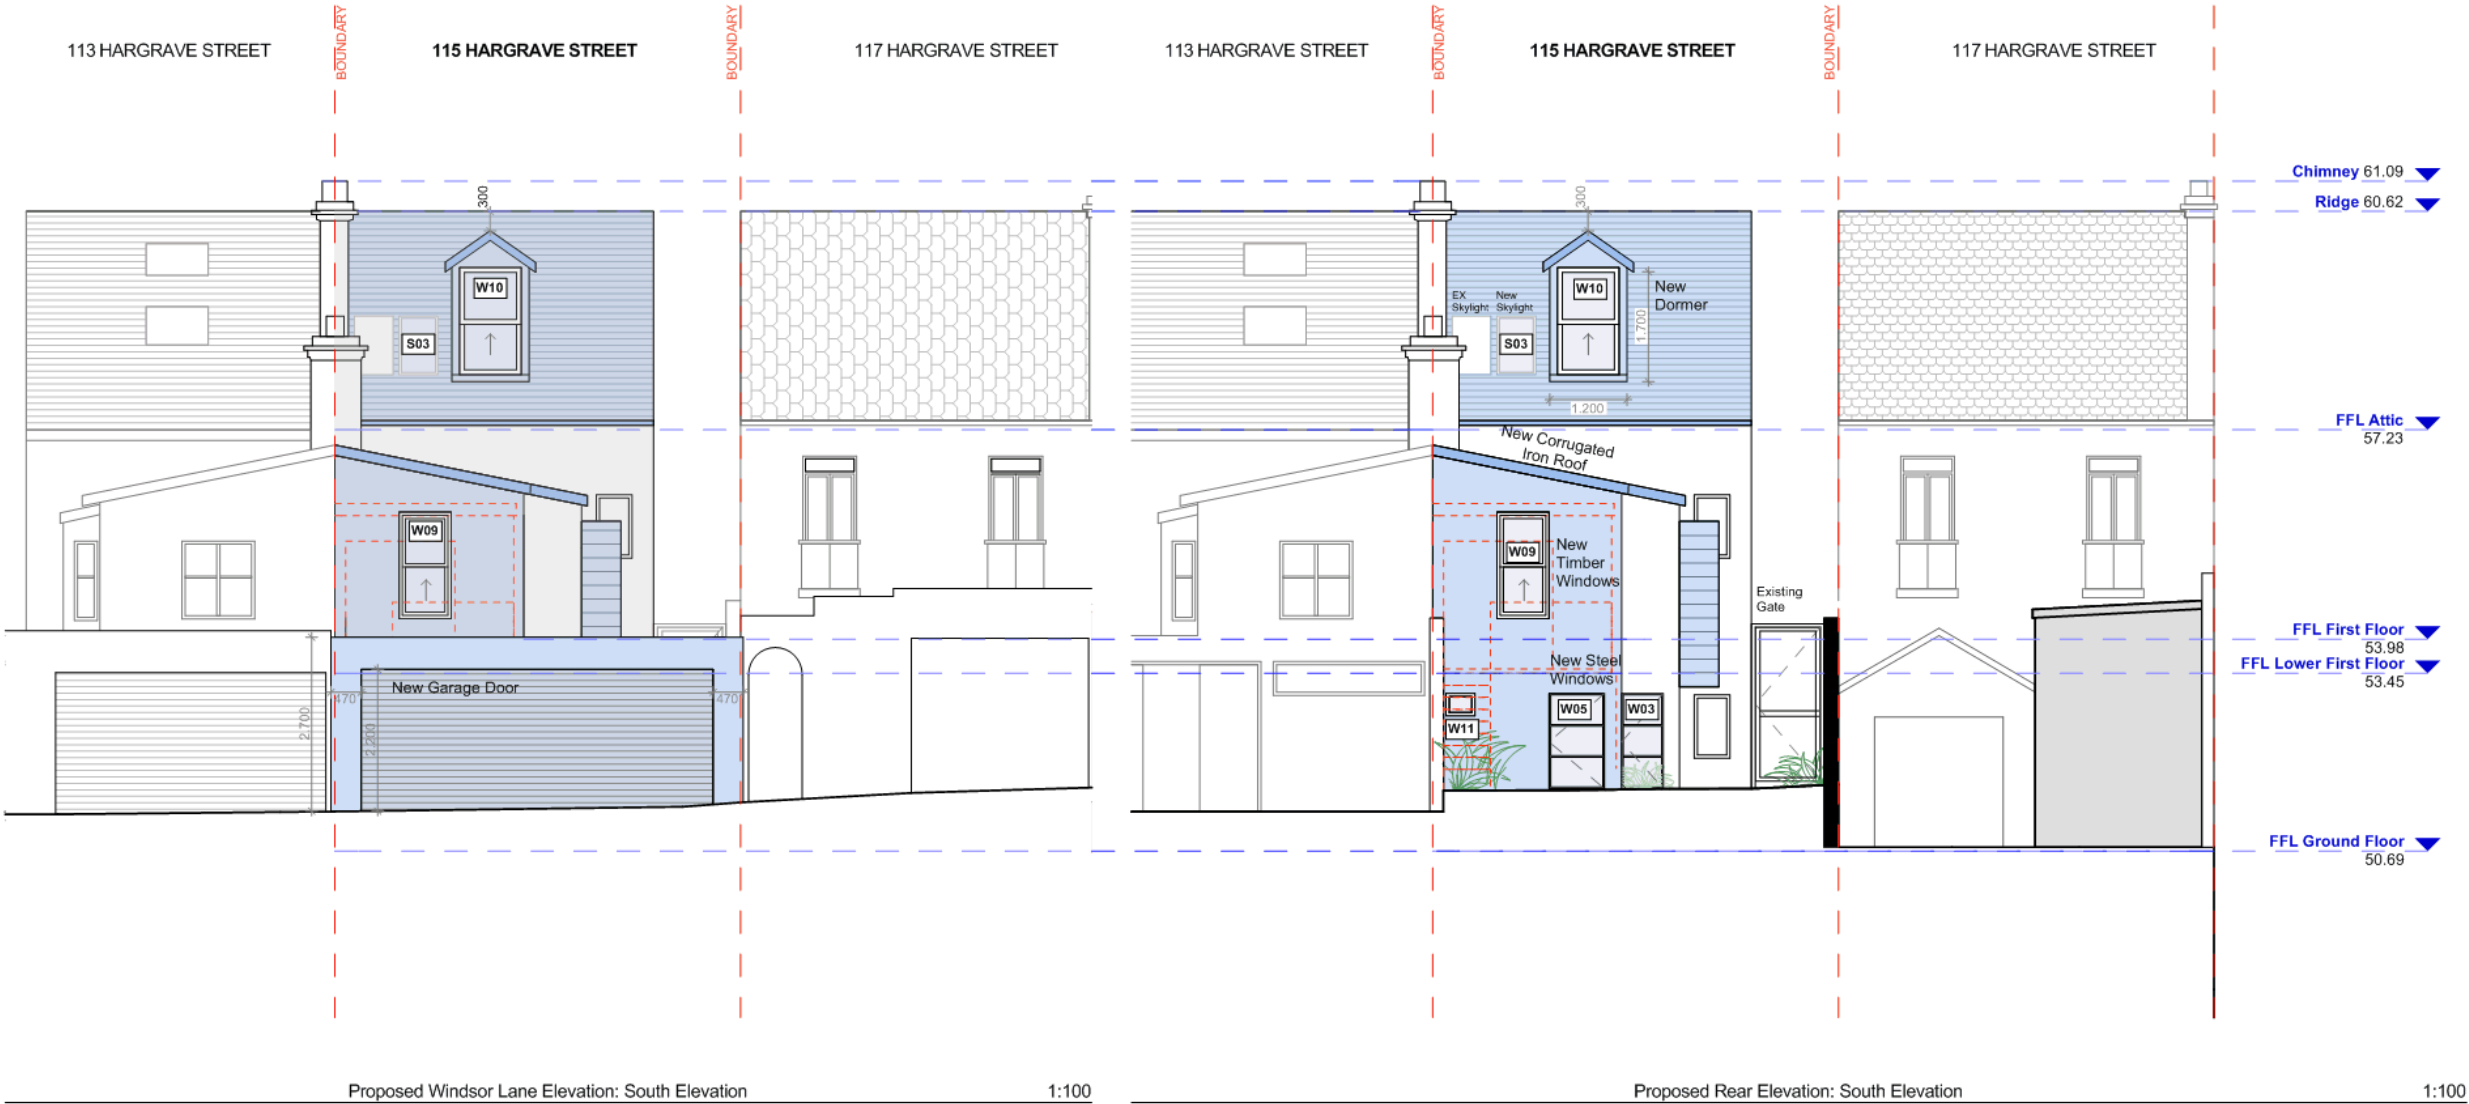 113 HARGRAVE STREET
BOUNDARY
115 HARGRAVE STREET
BOUNDARY
117 HARGRAVE STREET
113 HARGRAVE STREET
BOUNDARY
115 HARGRAVE STREET
BOUNDARY
117 HARGRAVE STREET
Chimney 61.09
Ridge 60.62
FFL Attic
57.23
FFL First Floor
53.98
FFL Lower First Floor
53.45
FFL Ground Floor
50.69
300
W10
S03
W09
New Garage Door
470
470
2.700
2.200
300
W10
New
Dormer
EX
Skylight
New
Skylight
S03
1.700
1.200
New Corrugated
Iron Roof
W09
New
Timber
Windows
Existing
Gate
New Steel
Windows
W11
W05
W03
Proposed Windsor Lane Elevation: South Elevation
1:100
Proposed Rear Elevation: South Elevation
1:100